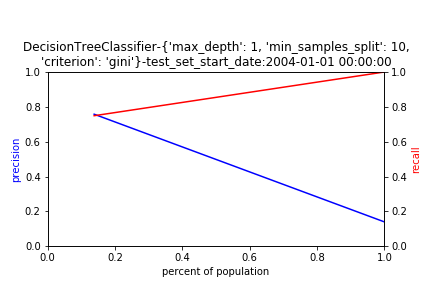 DecisionTreeClassifier-{'max_depth': 1, 'min_samples_split': 10,
'criterion': 'gini'}-test_set_start_date:2004-01-01 00:00:00
1.0
0.8
0.6
0.4
0.2
0.0
precision
1.0
0.8
0.6
0.4
0.2
0.0
recall
0.0 0.2 0.4 0.6 0.8 1.0
percent of population